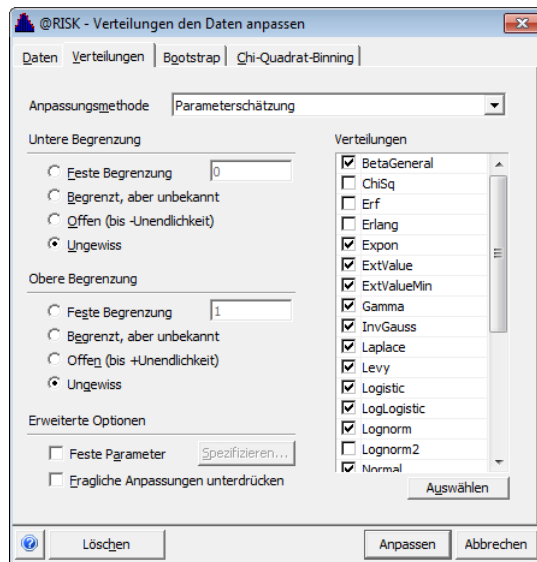 @RISK - Verteilungen den Daten anpassen
Daten Verteilungen Bootstrap Chi-Quadrat-Binning
Anpassungsmethode Parameterschätzung
Untere Begrenzung
Feste Begrenzung 0
Begrenzt, aber unbekannt
Offen (bis -Unendlichkeit)
Ungewiss
Obere Begrenzung
Feste Begrenzung 1
Begrenzt, aber unbekannt
Offen (bis +Unendlichkeit)
Ungewiss
Erweiterte Optionen
Feste Parameter Spezifizieren...
Fragliche Anpassungen unterdrücken
Verteilungen
BetaGeneral
ChiSq
Erf
Erlang
Expon
ExtValue
ExtValueMin
Gamma
InvGauss
Laplace
Levy
Logistic
LogLogistic
Lognorm
Lognorm2
Normal
Auswählen
Löschen Anpassen Abbrechen